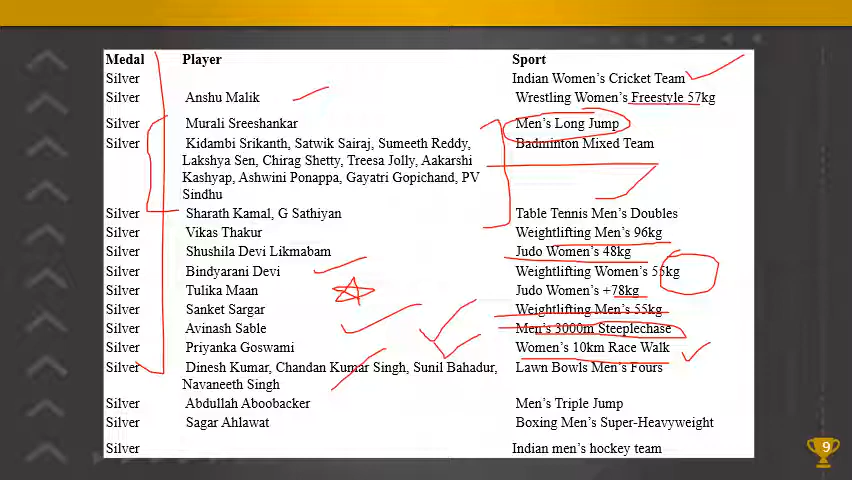 Medal Player Sport
Silver Indian Women's Cricket Team
Silver Anshu Malik Wrestling Women's Freestyle 57kg
Silver Murali Sreeshankar Men's Long Jump
Silver Kidambi Srikanth, Satwik Sairaj, Sumeeth Reddy, Badminton Mixed Team
Lakshya Sen, Chirag Shetty, Treesa Jolly, Aakarshi
Kashyap, Ashwini Ponappa, Gayatri Gopichand, PV
Sindhu
Silver Sharath Kamal, G Sathiyan Table Tennis Men's Doubles
Silver Vikas Thakur Weightlifting Men's 96kg
Silver Shushila Devi Likmabam Judo Women's 48kg
Silver Bindyarani Devi Weightlifting Women's 55kg
Silver Tulika Maan Judo Women's +78kg
Silver Sanket Sargar Weightlifting Men's 55kg
Silver Avinash Sable Men's 3000m Steeplechase
Silver Priyanka Goswami Women's 10km Race Walk
Silver Dinesh Kumar, Chandan Kumar Singh, Sunil Bahadur, Lawn Bowls Men's Fours
Navaneeth Singh
Silver Abdullah Aboobacker Men's Triple Jump
Silver Sagar Ahlawat Boxing Men's Super-Heavyweight
Silver Indian men's hockey team
9